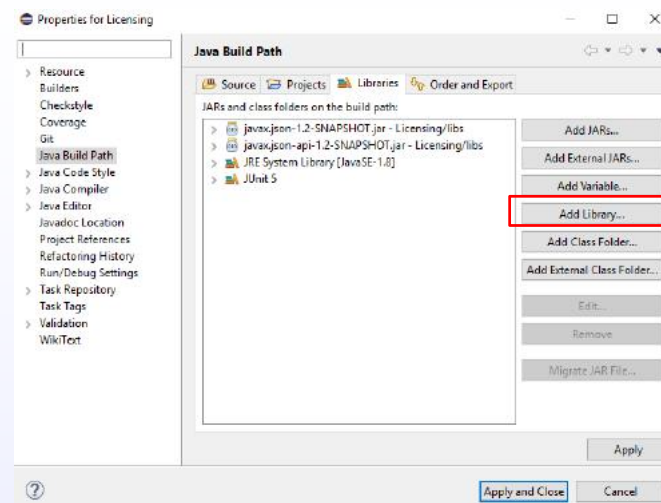 Properties for Licensing
Resource
Builders
Checkstyle
Coverage
Git
Java Build Path
Java Code Style
Java Compiler
Java Editor
Javadoc Location
Project References
Refactoring History
Run/Debug Settings
Task Repository
Task Tags
Validation
WikiText
Java Build Path
Source Projects Libraries Order and Export
JARs and class folders on the build path:
javax.json-1.2-SNAPSHOT.jar - Licensing/libs
javax.json-api-1.2-SNAPSHOT.jar - Licensing/libs
JRE System Library [JavaSE-1.8]
JUnit 5
Add JARs...
Add External JARs...
Add Variable...
Add Library...
Add Class Folder...
Add External Class Folder...
Edit...
Remove
Migrate JAR File...
Apply
Apply and Close Cancel